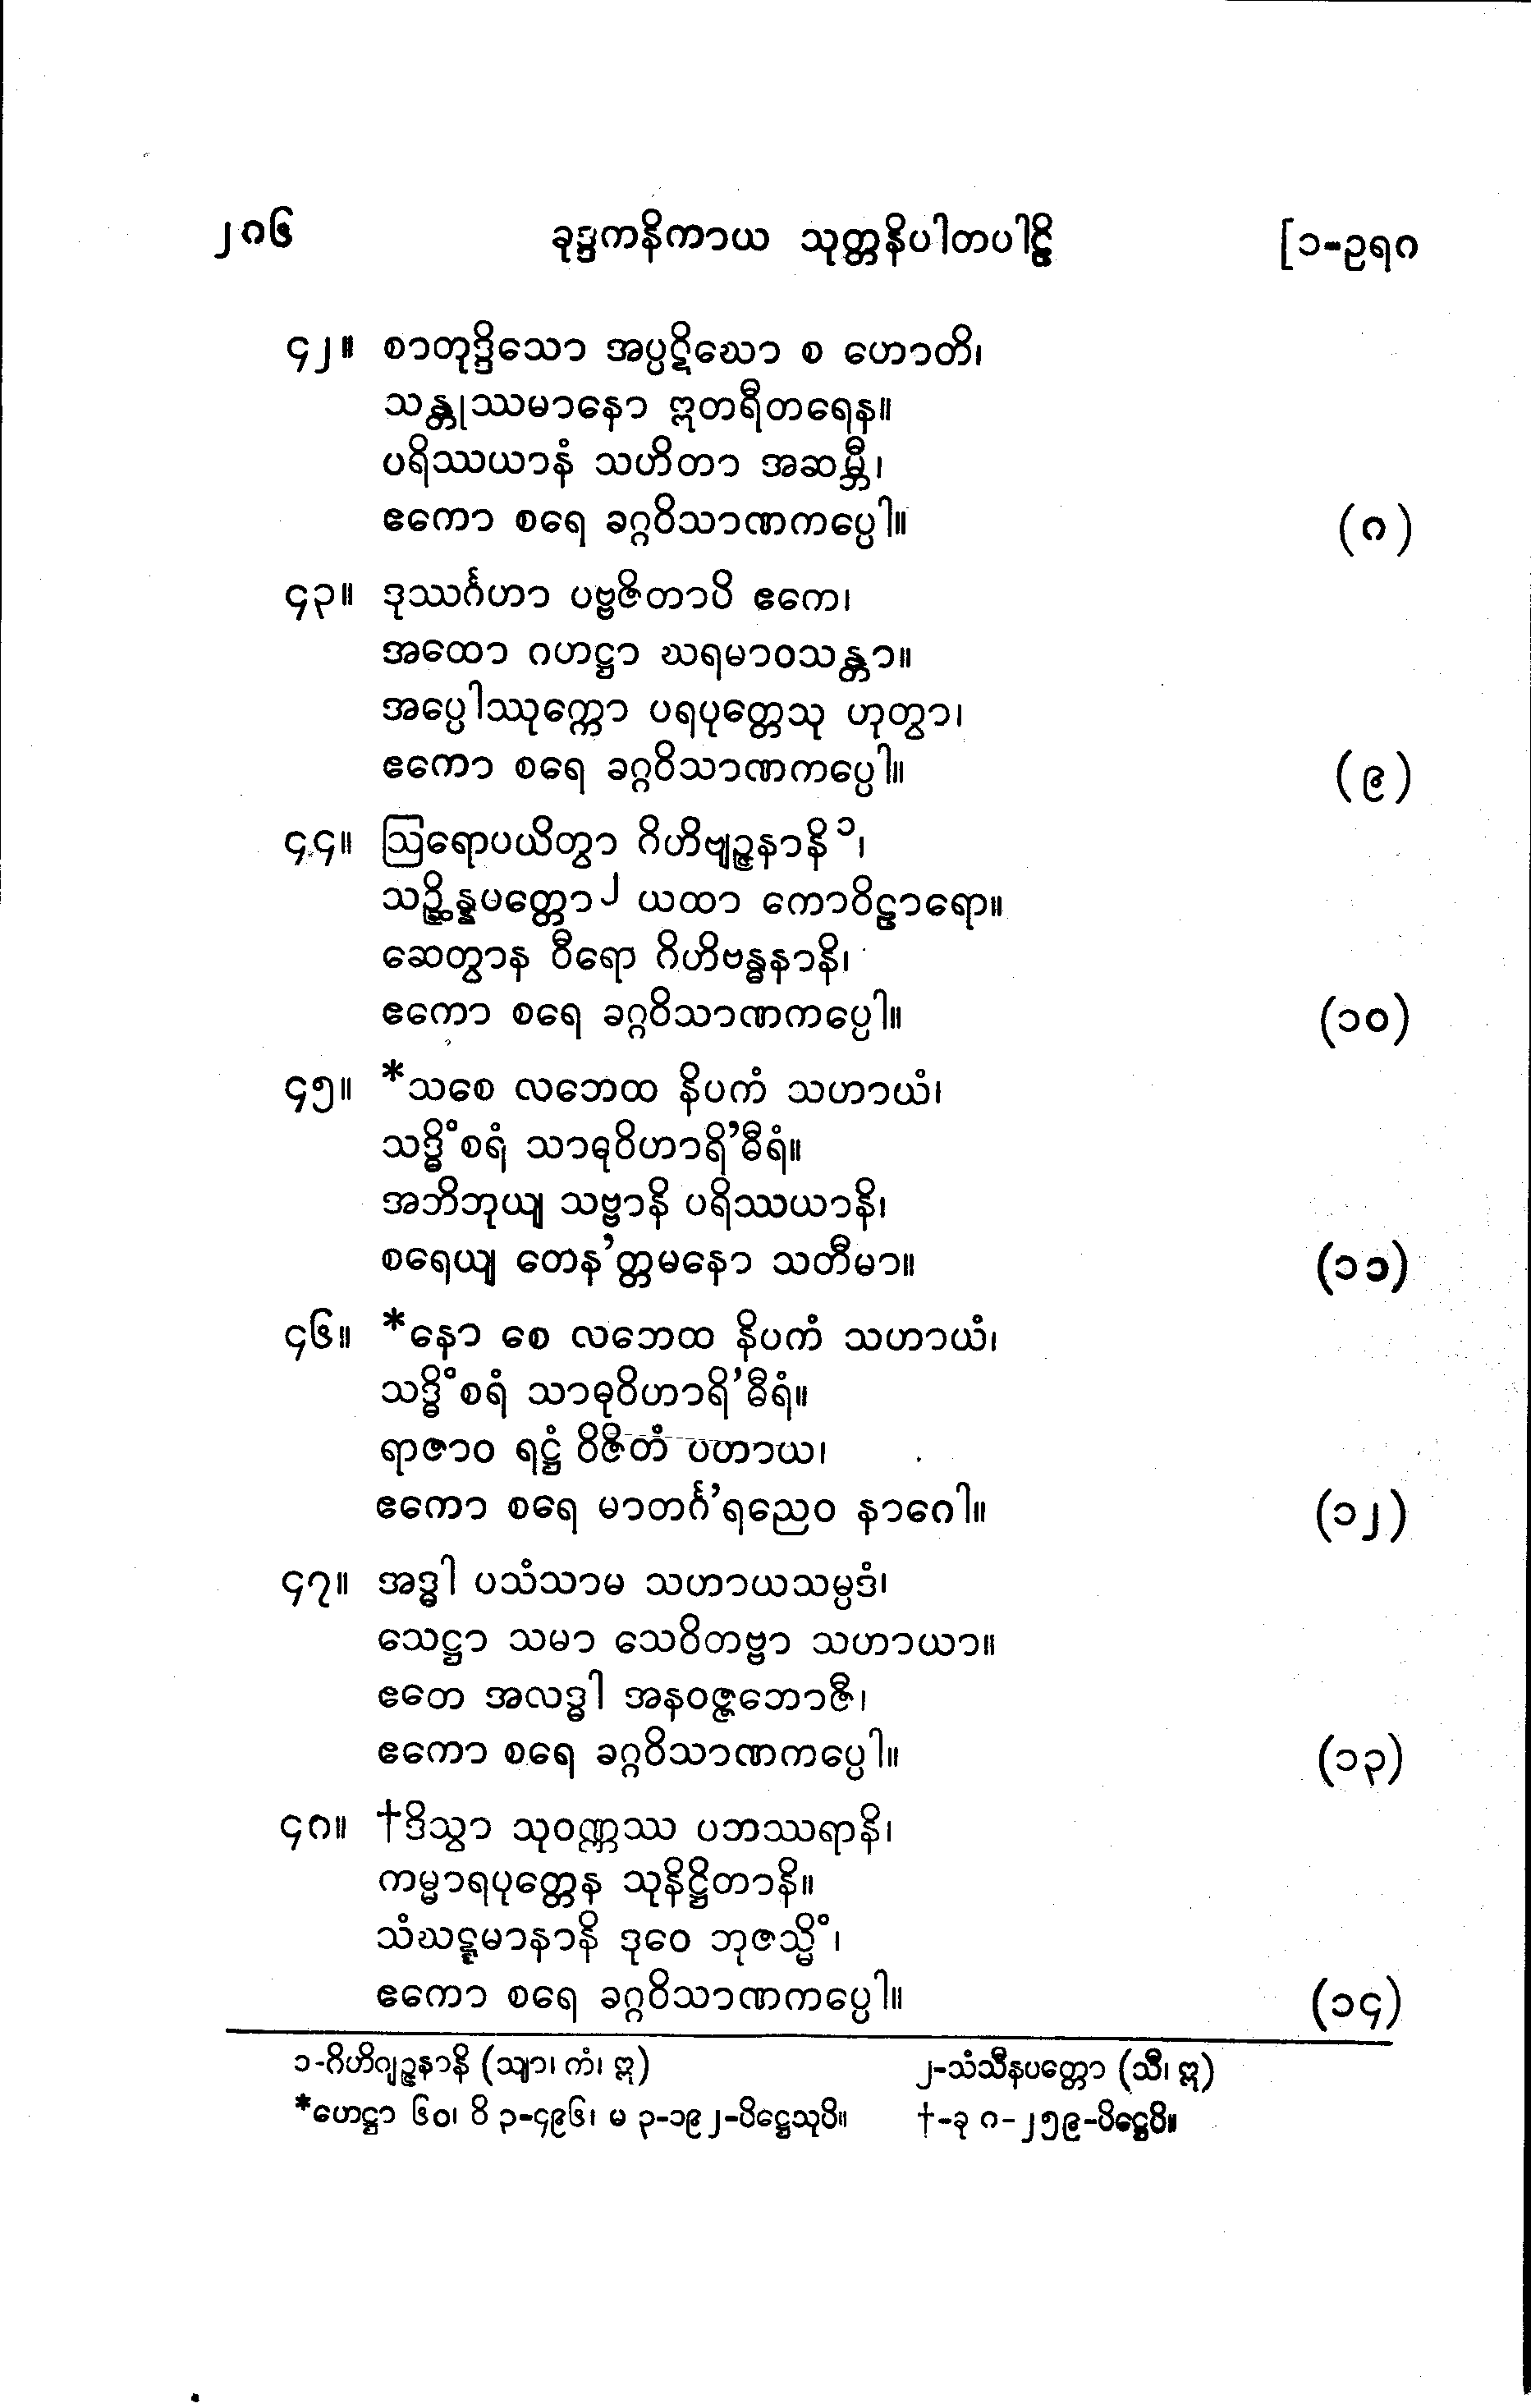 ၂၈၆ ခုဒ္ဒကနိကာယ သုတ္တနိပါတပါဠိ [၁-ဥရဂ
၄၂။ စာတုဒ္ဒိသော အပ္ပဋိဃော စ ဟောတိ၊
သန္တုဿမာနော ဣတရီတရေန။
ပရိဿယာနံ သဟိတာ အဆမ္ဘီ၊
ဧကော စရေ ခဂ္ဂဝိသာဏကပ္ပေါ။ (၈)
၄၃။ ဒုဿင်္ဂဟာ ပဗ္ဗဇိတာပိ ဧကေ၊
အထော ဂဟဋ္ဌာ ဃရမာဝသန္တာ။
အပ္ပေါဿုက္ကော ပရပုတ္တေသု ဟုတွာ၊
ဧကော စရေ ခဂ္ဂဝိသာဏကပ္ပေါ။ (၉)
၄၄။ ဩရောပယိတွာ ဂိဟိဗျဉ္ဇနာနိ၁၊
သဉ္ဆိန္နပတ္တော၂ ယထာ ကောဝိဠာရော။
ဆေတွာန ဝီရော ဂိဟိဗန္ဓနာနိ၊
ဧကော စရေ ခဂ္ဂဝိသာဏကပ္ပေါ။ (၁၀)
၄၅။ *သစေ လဘေထ နိပကံ သဟာယံ၊
သဒ္ဓိံ စရံ သာဓုဝိဟာရိ’ဓီရံ။
အဘိဘုယျ သဗ္ဗာနိ ပရိဿယာနိ၊
စရေယျ တေန’တ္တမနော သတီမာ။ (၁၁)
၄၆။ *နော စေ လဘေထ နိပကံ သဟာယံ၊
သဒ္ဓိံ စရံ သာဓုဝိဟာရိ’ဓီရံ။
ရာဇာဝ ရဋ္ဌံ ဝိဇိတံ ပဟာယ၊
ဧကော စရေ မာတင်္ဂ’ရညေဝ နာဂေါ။ (၁၂)
၄၇။ အဒ္ဓါ ပသံသာမ သဟာယသမ္ပဒံ၊
သေဋ္ဌာ သမာ သေဝိတဗ္ဗာ သဟာယာ။
ဧတေ အလဒ္ဓါ အနဝဇ္ဇဘောဇီ၊
ဧကော စရေ ခဂ္ဂဝိသာဏကပ္ပေါ။ (၁၃)
၄၈။ †ဒိသွာ သုဝဏ္ဏဿ ပဘဿရာနိ၊
ကမ္မာရပုတ္တေန သုနိဋ္ဌိတာနိ။
သံဃဋ္ဋမာနာနိ ဒုဝေ ဘုဇသ္မိံ၊
ဧကော စရေ ခဂ္ဂဝိသာဏကပ္ပေါ။ (၁၄)
၁-ဂိဟိဂျဉ္ဇနာနိ (သျာ၊ ကံ၊ ဣ) ၂-သံသီနပတ္တော (သီ၊ ဣ)
*ဟေဋ္ဌာ ၆၀၊ ဝိ ၃-၄၉၆၊ မ ၃-၁၉၂-ပိဋ္ဌေသုပိ။ †-ခု ၈-၂၅၉-ပိဋ္ဌေပိ။